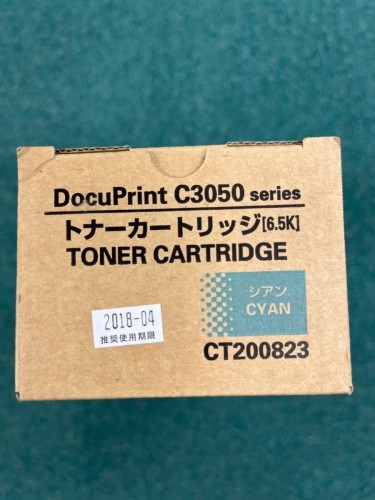 DocuPrint C3050 series
トナーカートリッジ[6.5K]
TONER CARTRIDGE
シアン
CYAN
2018-04
推奨使用期限
CT200823